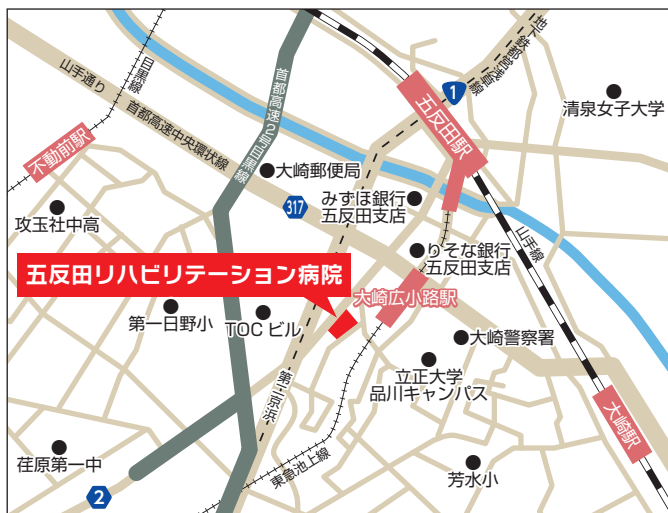 地下鉄都営浅草線
1
目黒線
山手通り
首都高速2号目黒線
首都高速中央環状線
五反田駅
清泉女子大学
不動前駅
大崎郵便局
みずほ銀行
五反田支店
攻玉社中高
317
りそな銀行
五反田支店
山手線
五反田リハビリテーション病院
大崎広小路駅
第一日野小
TOCビル
大崎警察署
立正大学
品川キャンパス
第二京浜
大崎駅
荏原第一中
東急池上線
芳水小
2